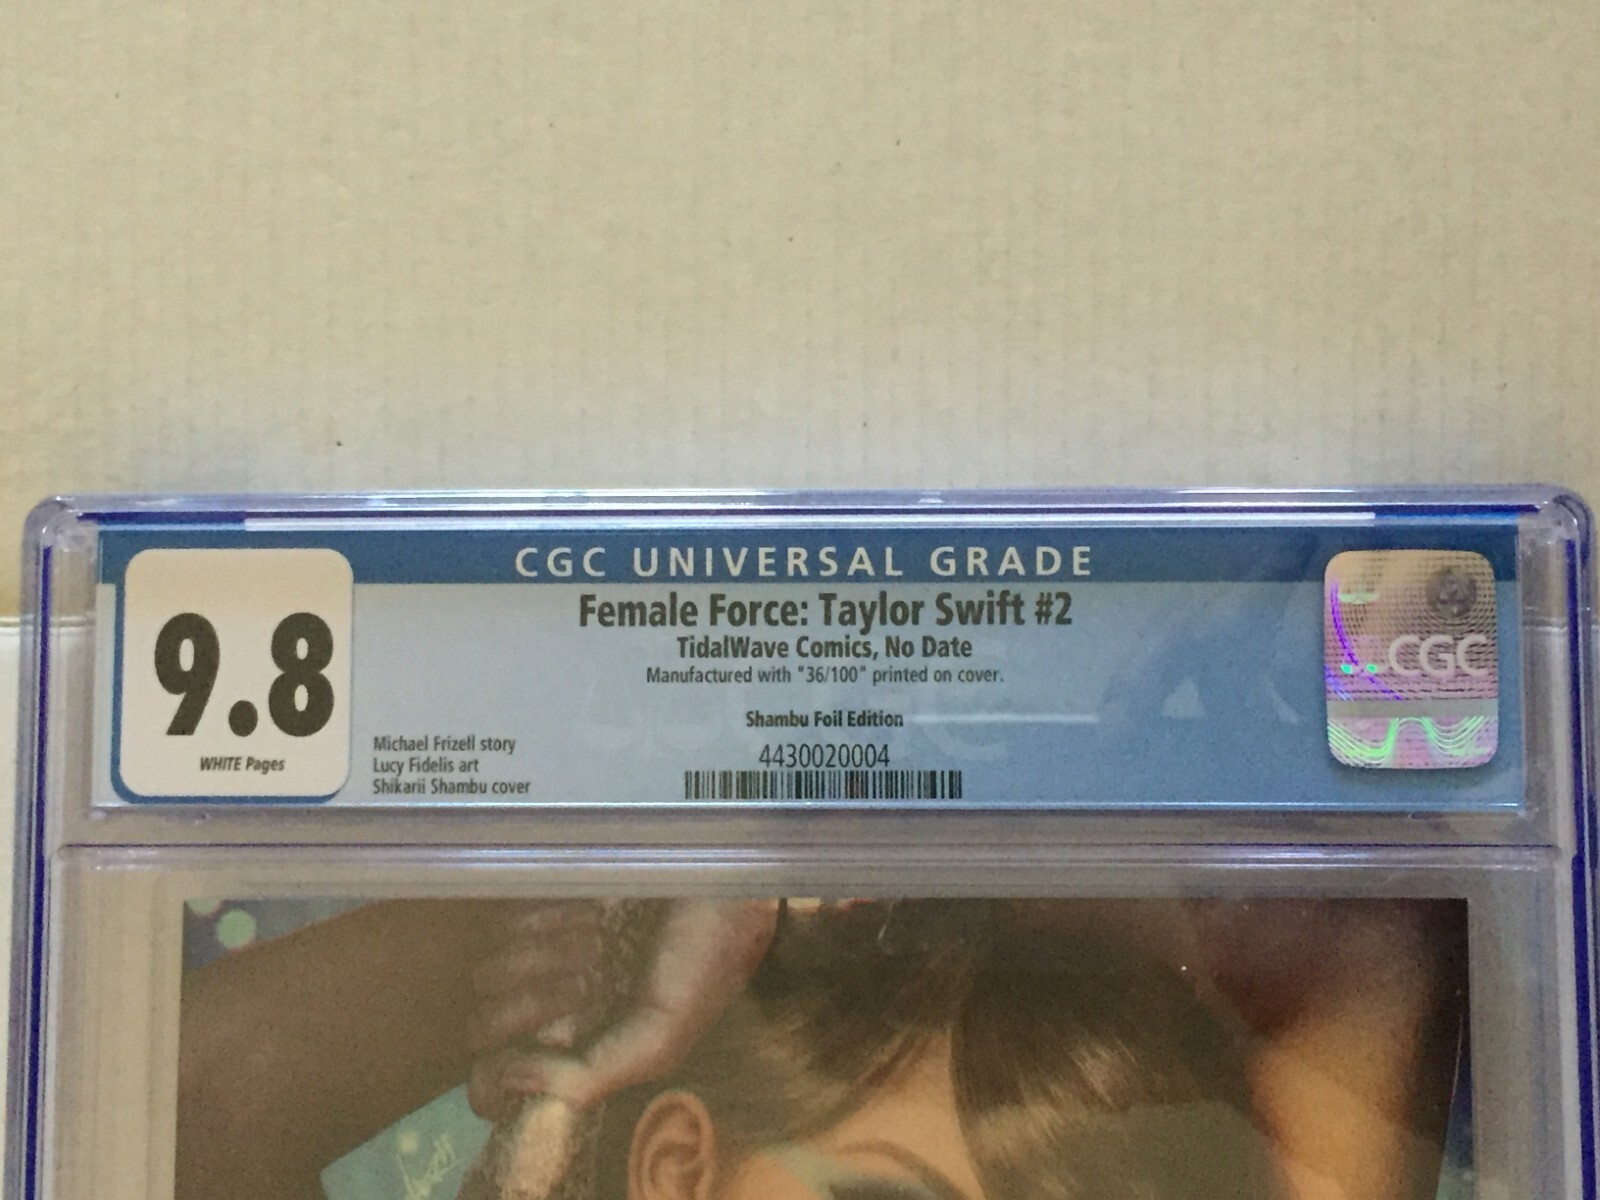 CGC UNIVERSAL GRADE
9.8
WHITE Pages
Female Force: Taylor Swift #2
TidalWave Comics, No Date
Manufactured with "36/100" printed on cover.
Shambu Foil Edition
4430020004
Michael Frizell story
Lucy Fidelis art
Shikarii Shambu cover
CGC